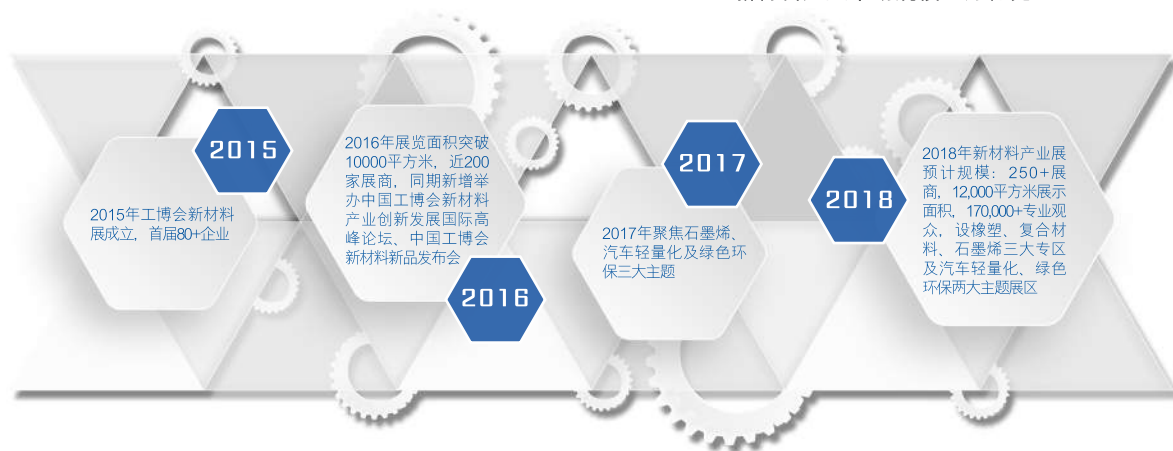 2015
2015年工博会新材料
展成立，首届80+企业
2016年展览面积突破
10000平方米，近200
家展商，同期新增举
办中国工博会新材料
产业创新发展国际高
峰论坛、中国工博会
新材料新品发布会
2016
2017
2017年聚焦石墨烯、
汽车轻量化及绿色环
保三大主题
2018
2018年新材料产业展
预计规模：250+展
商，12,000平方米展示
面积，170,000+专业观
众，设橡塑、复合材
料、石墨烯三大专区
及汽车轻量化、绿色
环保两大主题展区